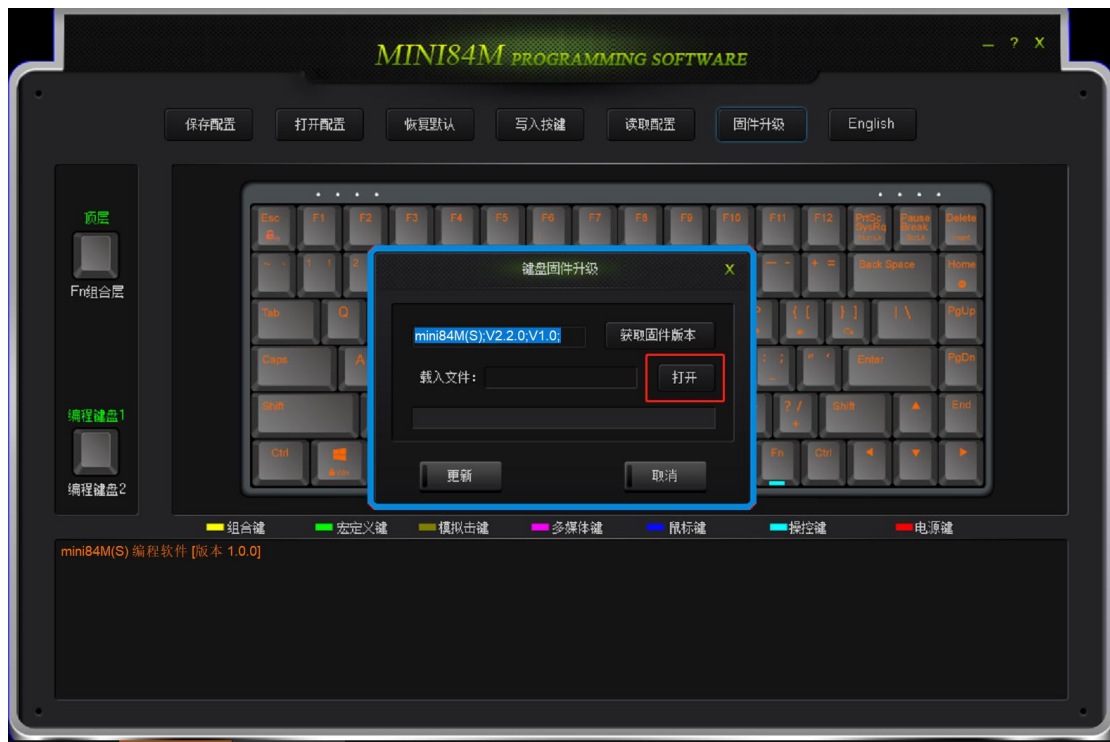 MINI84M PROGRAMMING SOFTWARE
— ? X
保存配置 打开配置 恢复默认 写入按键 读取配置 固件升级 English
顶层
Fn组合层
编程键盘1
编程键盘2
Esc F1 F2 F3 F4 F5 F6 F7 F8 F9 F10 F11 F12 PrtSc SysRq Pause Break Delete
Back Space Home
Tab Q PgUp
Caps A Enter PgDn
Shift ? / Shift End
Ctrl Fn Ctrl
键盘固件升级 X
mini84M(S);V2.2.0;V1.0; 获取固件版本
载入文件: 打开
更新 取消
组合键 宏定义键 模拟击键 多媒体键 鼠标键 操控键 电源键
mini84M(S) 编程软件 [版本 1.0.0]